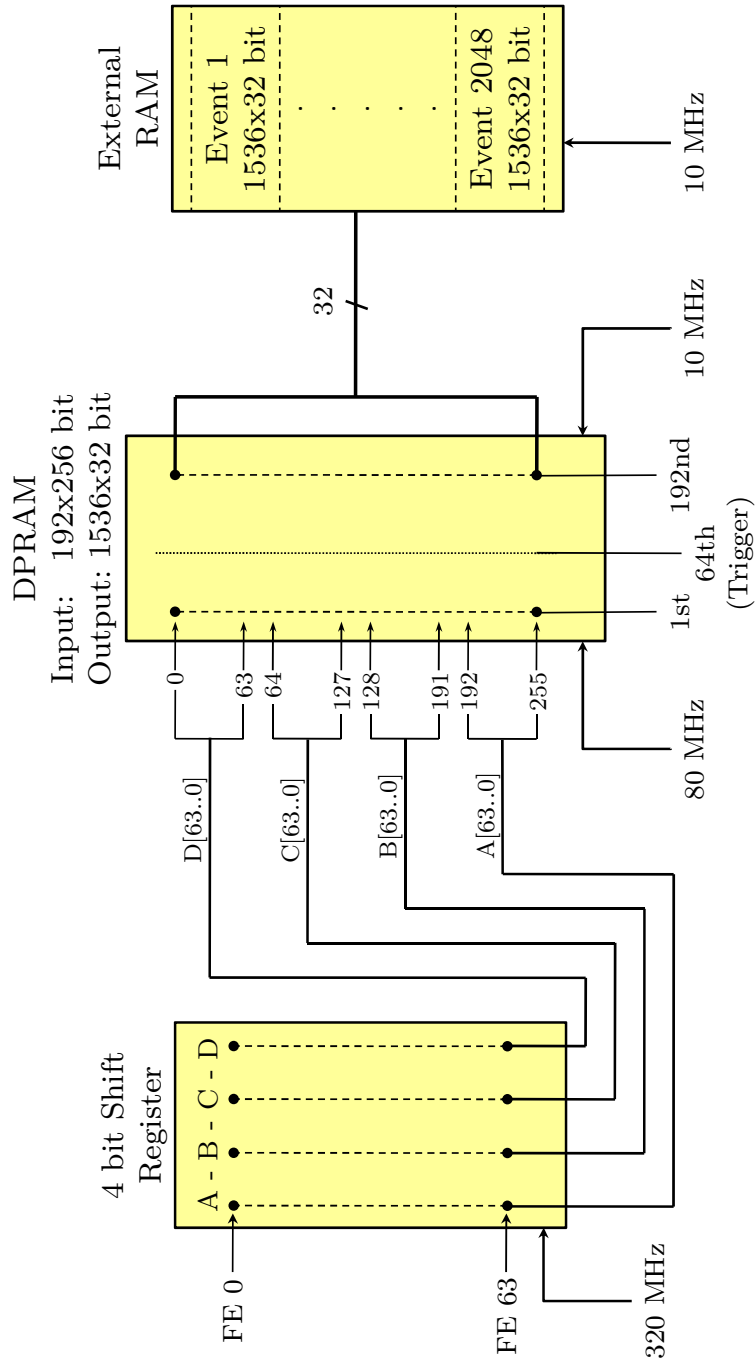 4 bit Shift
Register
A - B - C - D
FE 0
FE 63
320 MHz
D[63..0]
C[63..0]
B[63..0]
A[63..0]
DPRAM
Input: 192x256 bit
Output: 1536x32 bit
0
63
64
127
128
191
192
255
80 MHz
1st
64th
(Trigger)
192nd
10 MHz
32
External
RAM
Event 1
1536x32 bit
. . . . .
Event 2048
1536x32 bit
10 MHz